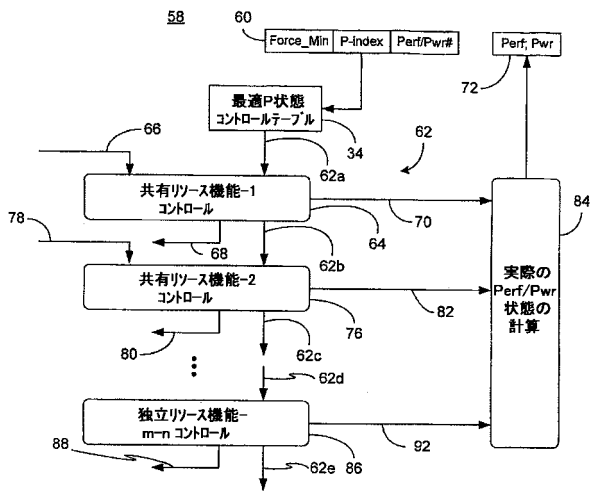 58
60
Force_Min P-index Perf/Pwr#
Perf; Pwr
72
最適P状態
コントロールテーブル
34
66
62a
62
共有リソース機能-1
コントロール
84
78
68
62b
64
70
共有リソース機能-2
コントロール
実際の
Perf/Pwr
状態の
計算
80
62c
76
82
62d
独立リソース機能-
m-n コントロール
88
62e
86
92